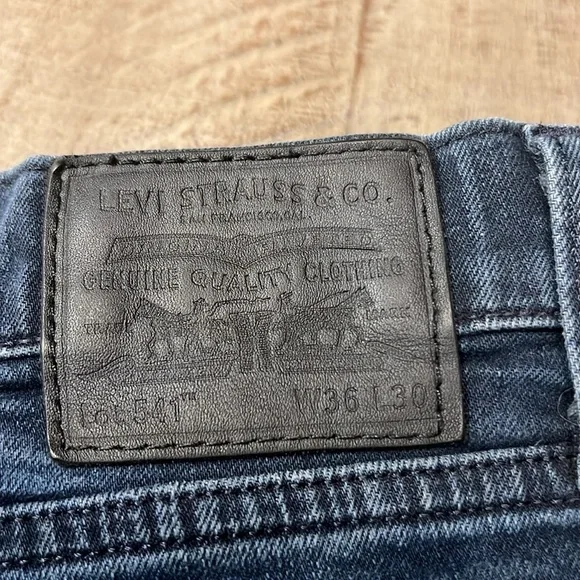 LEVI STRAUSS & CO.
SAN FRANCISCO, CAL.
GENUINE QUALITY CLOTHING
TRADE MARK
541™ W36 L30